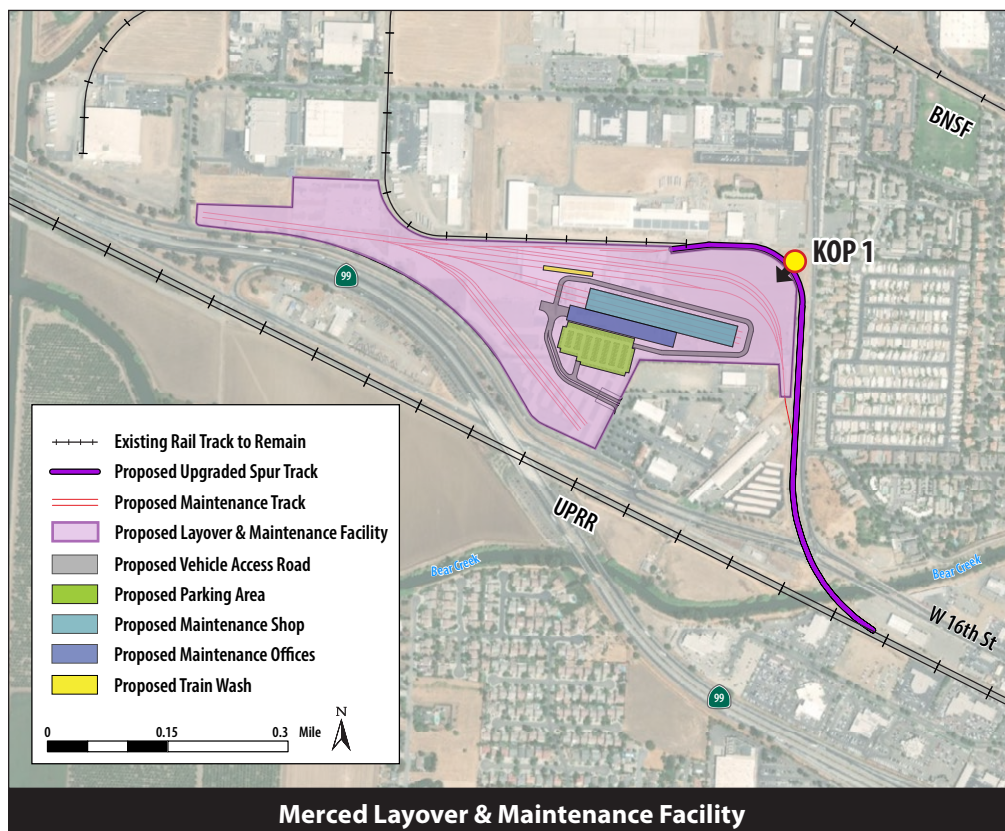 BNSF
KOP 1
99
Existing Rail Track to Remain
Proposed Upgraded Spur Track
Proposed Maintenance Track
Proposed Layover & Maintenance Facility
Proposed Vehicle Access Road
Proposed Parking Area
Proposed Maintenance Shop
Proposed Maintenance Offices
Proposed Train Wash
0 0.15 0.3 Mile
N
UPRR
Bear Creek
Bear Creek
W 16th St
99
Merced Layover & Maintenance Facility